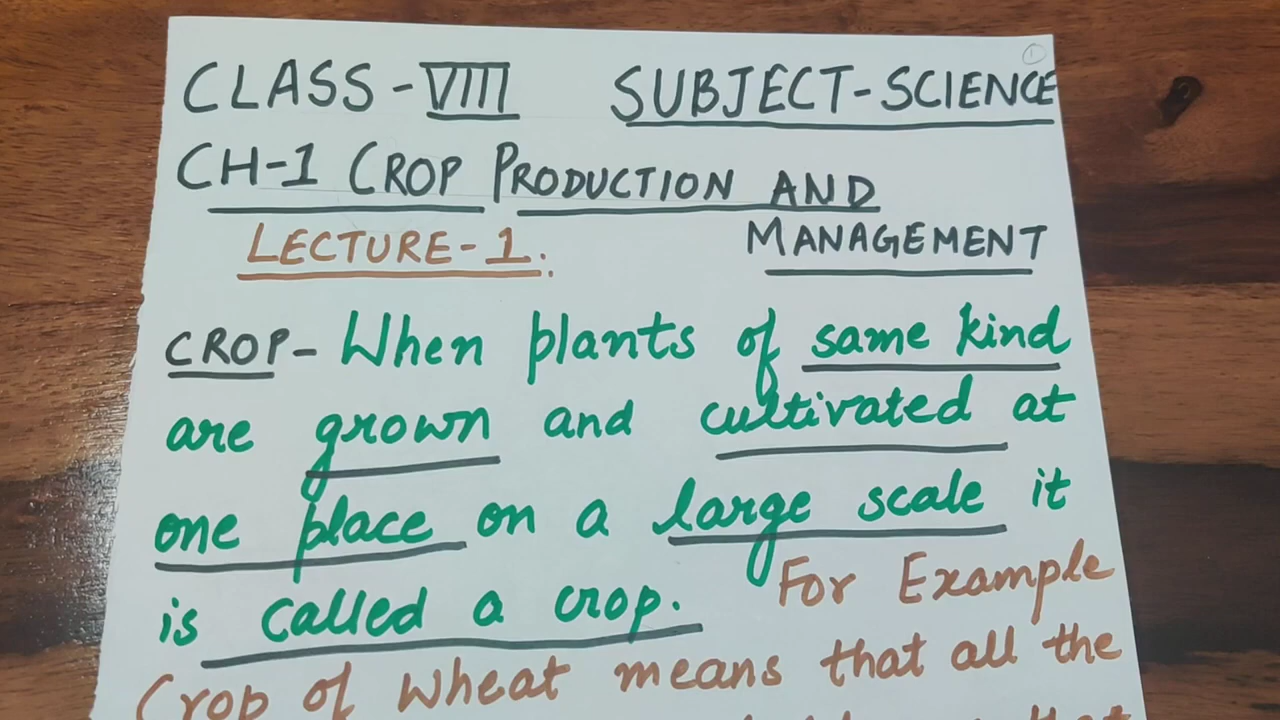 1
CLASS-VIII SUBJECT-SCIENCE
CH-1 CROP PRODUCTION AND
MANAGEMENT
LECTURE-1.
CROP- When plants of same kind
are grown and cultivated at
one place on a large scale it
is called a crop. For Example
Crop of wheat means that all the